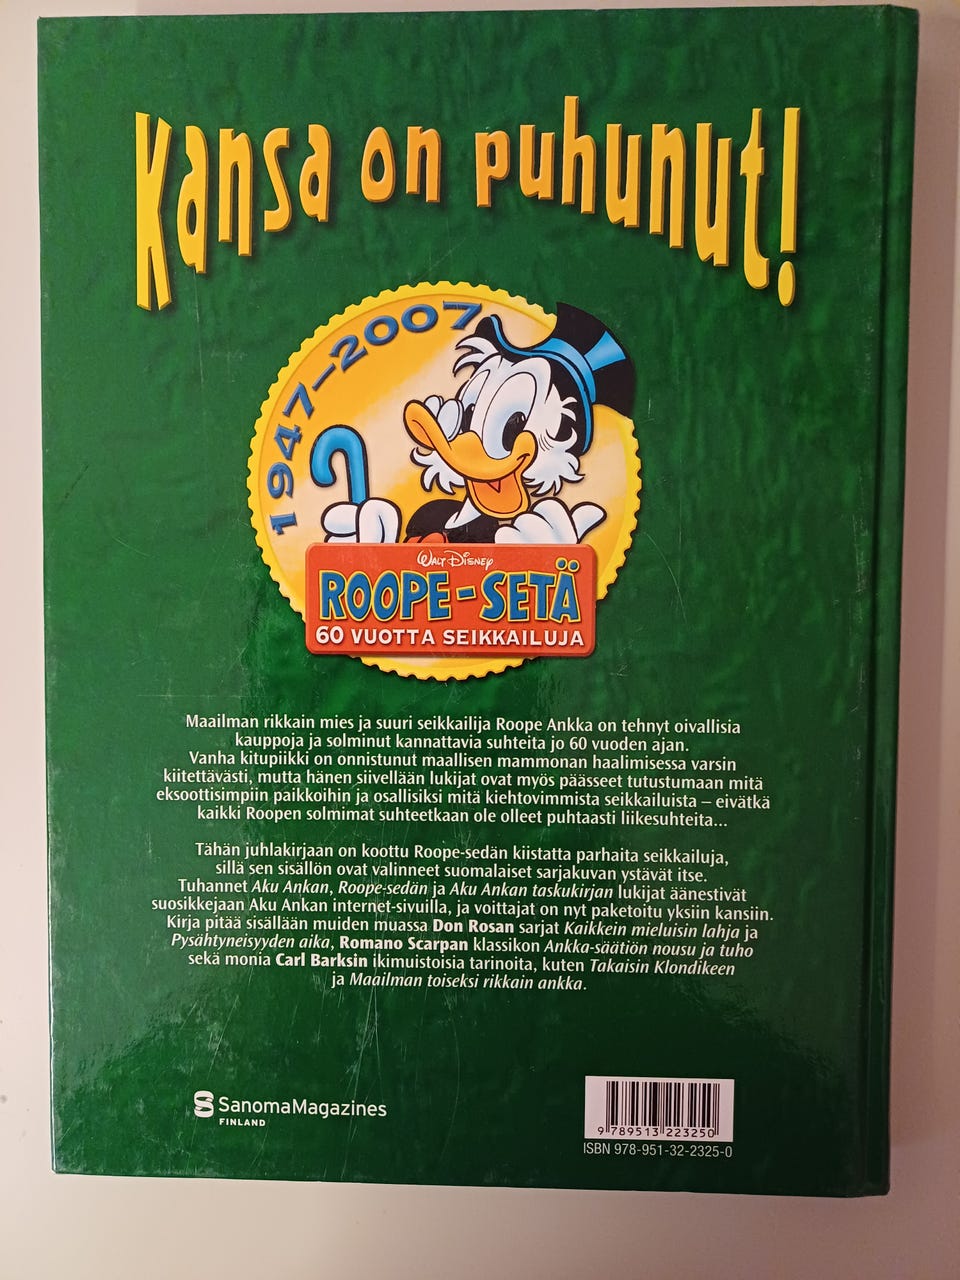 Kansa on puhunut!
1947–2007
WALT DISNEY
ROOPE-SETÄ
60 VUOTTA SEIKKAILUJA
Maailman rikkain mies ja suuri seikkailija Roope Ankka on tehnyt oivallisia
kauppoja ja solminut kannattavia suhteita jo 60 vuoden ajan.
Vanha kitupiikki on onnistunut maallisen mammonan haalimisessa varsin
kiitettävästi, mutta hänen siivellään lukijat ovat myös päässeet tutustumaan mitä
eksoottisimpiin paikkoihin ja osallisiksi mitä kiehtovimmista seikkailuista – eivätkä
kaikki Roopen solmimat suhteetkaan ole olleet puhtaasti liikesuhteita...
Tähän juhlakirjaan on koottu Roope-sedän kiistatta parhaita seikkailuja,
sillä sen sisällön ovat valinneet suomalaiset sarjakuvan ystävät itse.
Tuhannet Aku Ankan, Roope-sedän ja Aku Ankan taskukirjan lukijat äänestivät
suosikkejaan Aku Ankan internet-sivuilla, ja voittajat on nyt paketoitu yksiin kansiin.
Kirja pitää sisällään muiden muassa Don Rosan sarjat Kaikkein mieluisin lahja ja
Pysähtyneisyyden aika, Romano Scarpan klassikon Ankka-säätiön nousu ja tuho
sekä monia Carl Barksin ikimuistoisia tarinoita, kuten Takaisin Klondikeen
ja Maailman toiseksi rikkain ankka.
SanomaMagazines
FINLAND
9 789513 223250
ISBN 978-951-32-2325-0